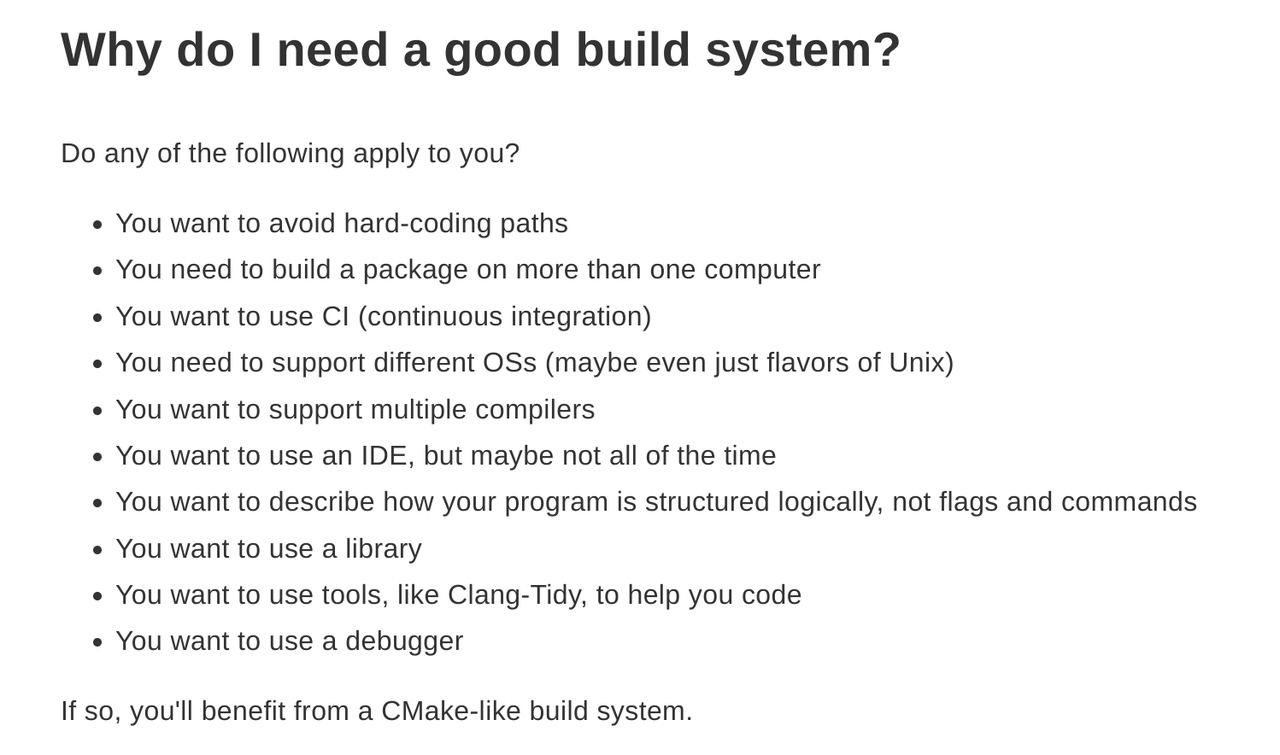 Why do I need a good build system?
Do any of the following apply to you?
• You want to avoid hard-coding paths
• You need to build a package on more than one computer
• You want to use CI (continuous integration)
• You need to support different OSs (maybe even just flavors of Unix)
• You want to support multiple compilers
• You want to use an IDE, but maybe not all of the time
• You want to describe how your program is structured logically, not flags and commands
• You want to use a library
• You want to use tools, like Clang-Tidy, to help you code
• You want to use a debugger
If so, you'll benefit from a CMake-like build system.